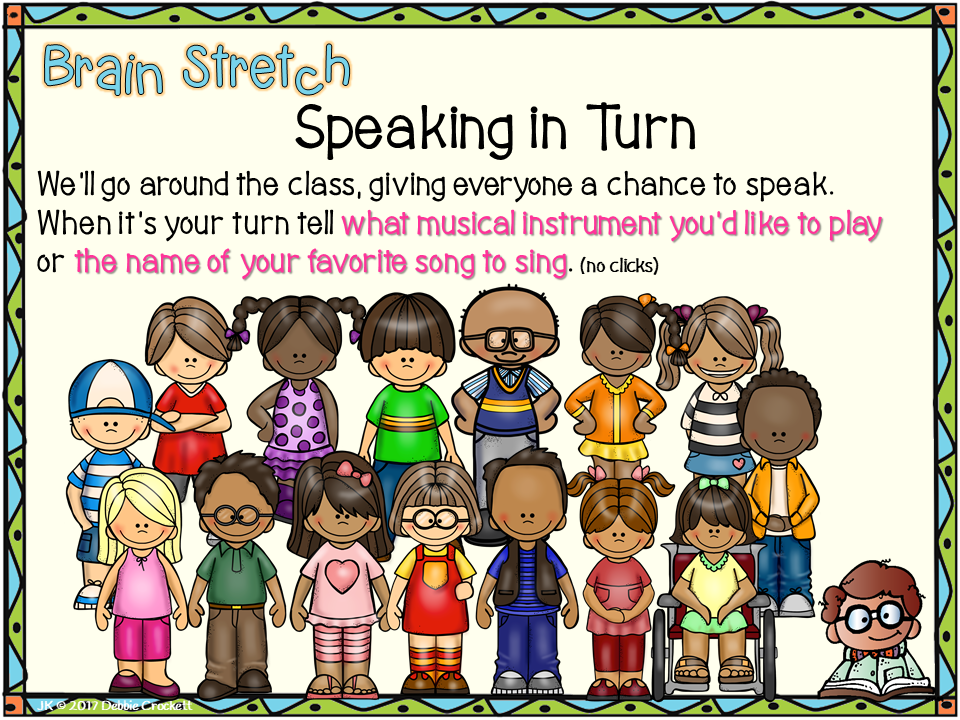 Brain Stretch
Speaking in Turn
We'll go around the class, giving everyone a chance to speak.
When it's your turn tell what musical instrument you'd like to play
or the name of your favorite song to sing. (no clicks)
JK © 2017 Debbie Crockett